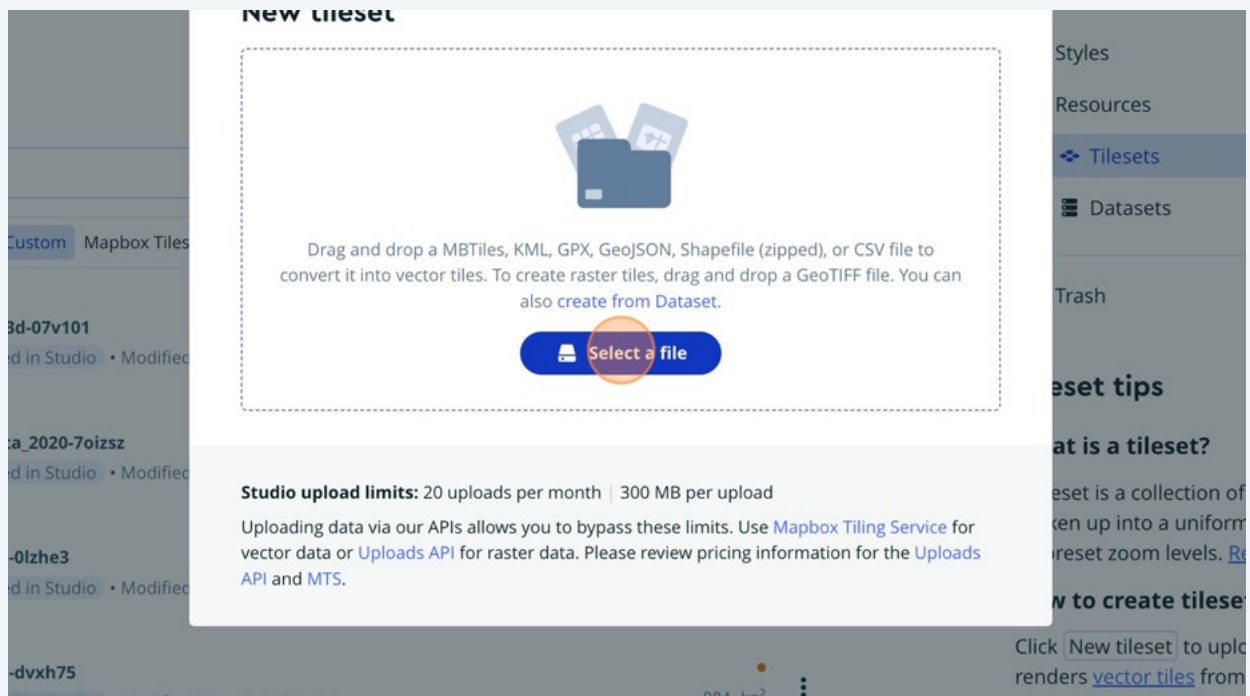 New tileset
Drag and drop a MBTiles, KML, GPX, GeoJSON, Shapefile (zipped), or CSV file to
convert it into vector tiles. To create raster tiles, drag and drop a GeoTIFF file. You can
also create from Dataset.
Select a file
Studio upload limits: 20 uploads per month | 300 MB per upload
Uploading data via our APIs allows you to bypass these limits. Use Mapbox Tiling Service for
vector data or Uploads API for raster data. Please review pricing information for the Uploads
API and MTS.
Custom Mapbox Tiles
3d-07v101
ed in Studio • Modified
ca_2020-7oizsz
ed in Studio • Modified
-0lzhe3
ed in Studio • Modified
-dvxh75
Styles
Resources
Tilesets
Datasets
Trash
eset tips
at is a tileset?
eset is a collection of
ken up into a uniform
preset zoom levels. Re
w to create tileset
Click New tileset to uplo
renders vector tiles from